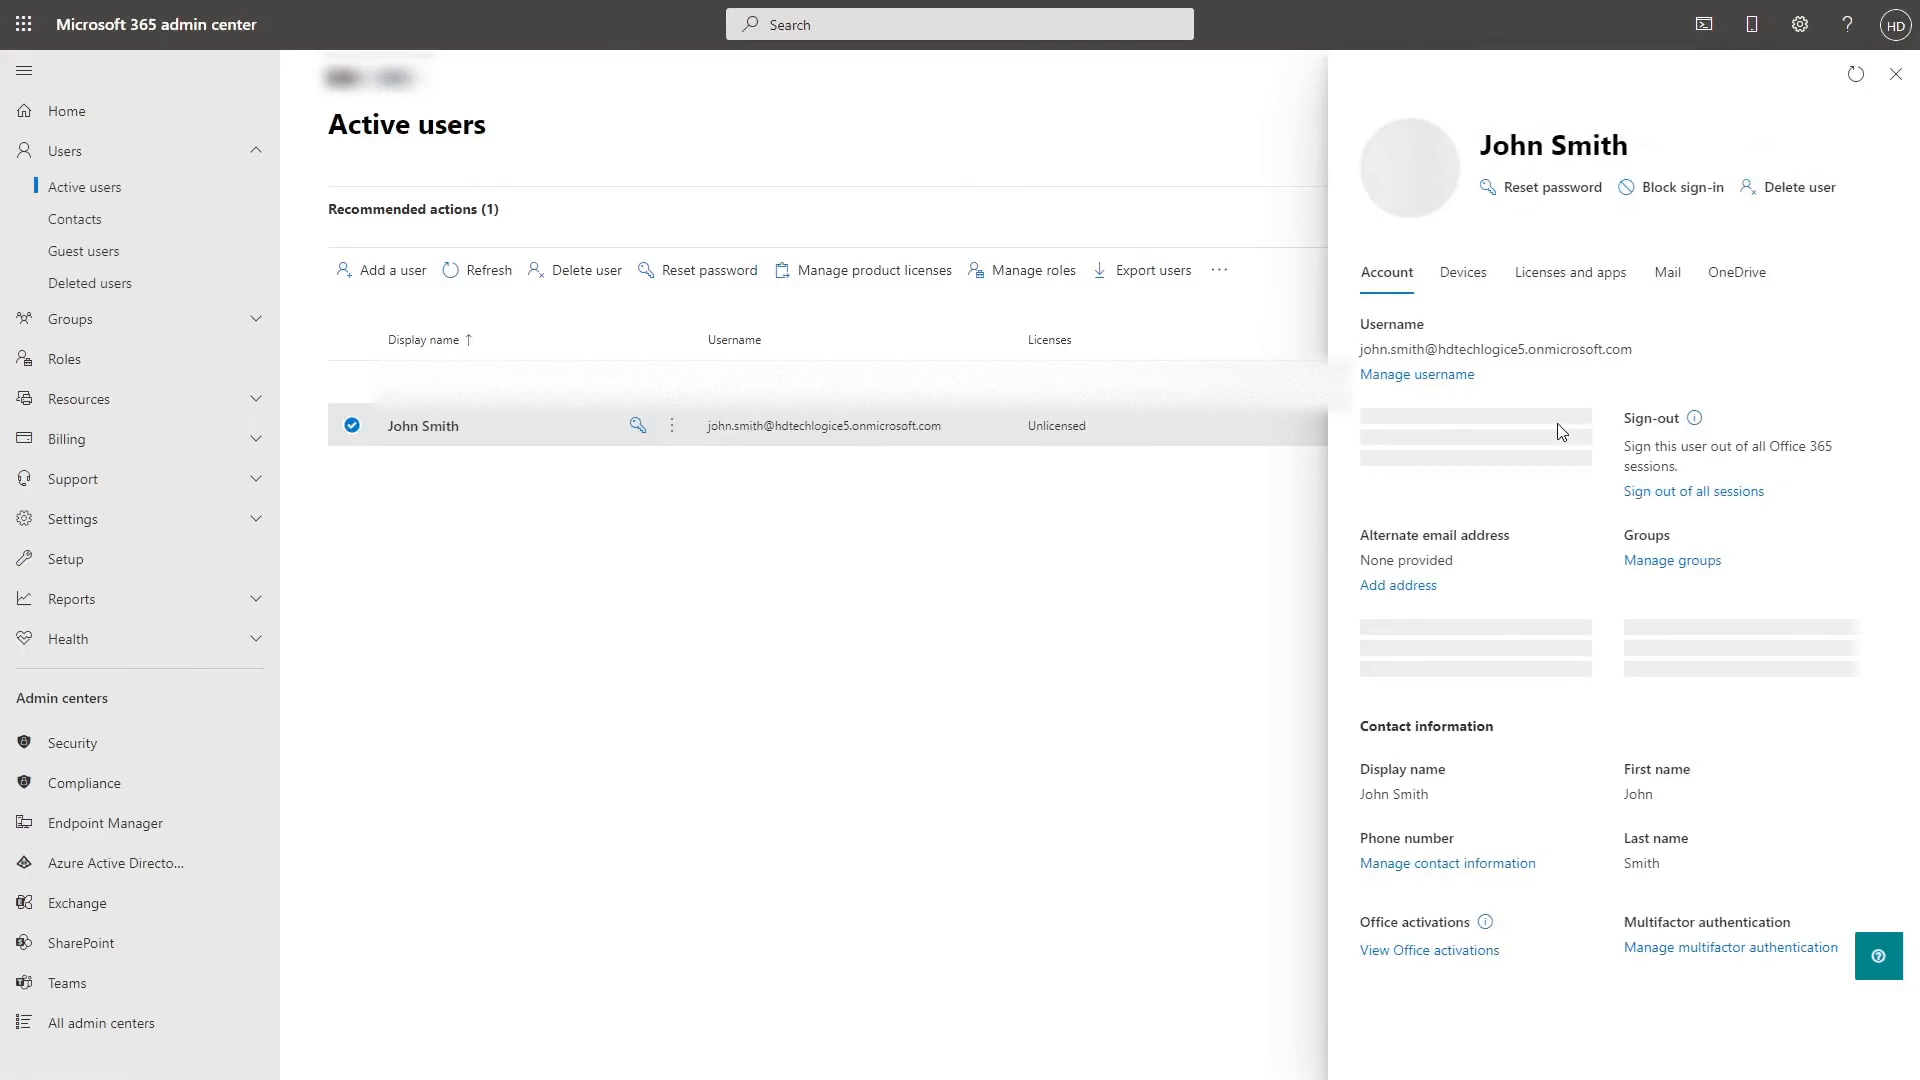 Microsoft 365 admin center
Search
HD
Home
Users
Active users
Contacts
Guest users
Deleted users
Groups
Roles
Resources
Billing
Support
Settings
Setup
Reports
Health
Admin centers
Security
Compliance
Endpoint Manager
Azure Active Directo...
Exchange
SharePoint
Teams
All admin centers
Active users
Recommended actions (1)
Add a user Refresh Delete user Reset password Manage product licenses Manage roles Export users ...
Display name ↑ Username Licenses
John Smith john.smith@hdtechlogice5.onmicrosoft.com Unlicensed
John Smith
Reset password Block sign-in Delete user
Account Devices Licenses and apps Mail OneDrive
Username
john.smith@hdtechlogice5.onmicrosoft.com
Manage username
Sign-out
Sign this user out of all Office 365
sessions.
Sign out of all sessions
Alternate email address
None provided
Add address
Groups
Manage groups
Contact information
Display name
John Smith
First name
John
Phone number
Manage contact information
Last name
Smith
Office activations
View Office activations
Multifactor authentication
Manage multifactor authentication